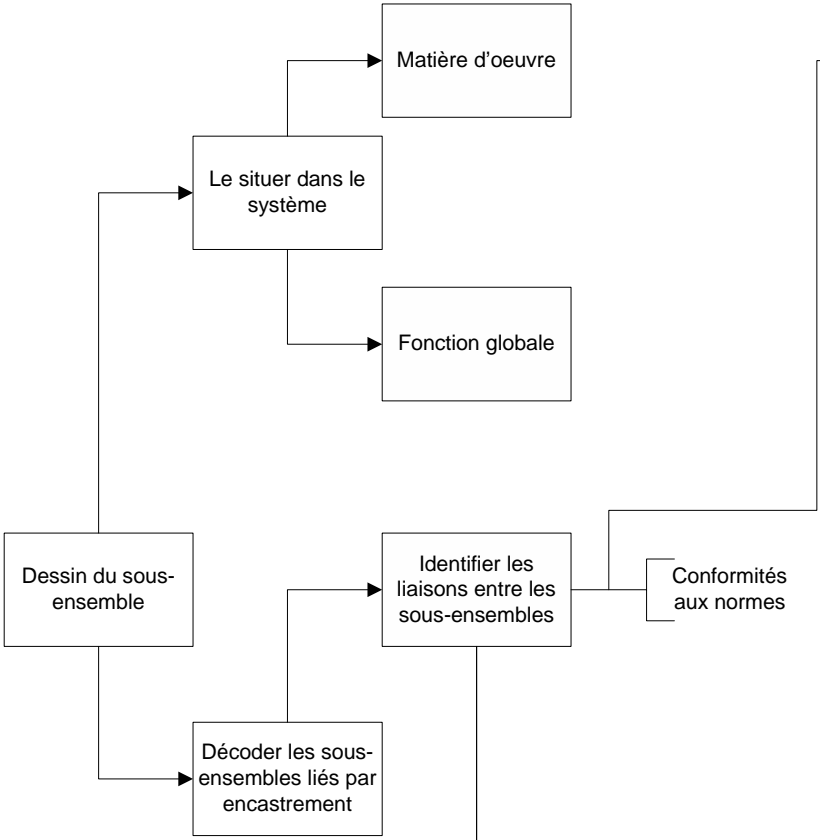 Matière d'oeuvre
Le situer dans le
système
Fonction globale
Dessin du sous-
ensemble
Identifier les
liaisons entre les
sous-ensembles
Conformités
aux normes
Décoder les sous-
ensembles liés par
encastrement